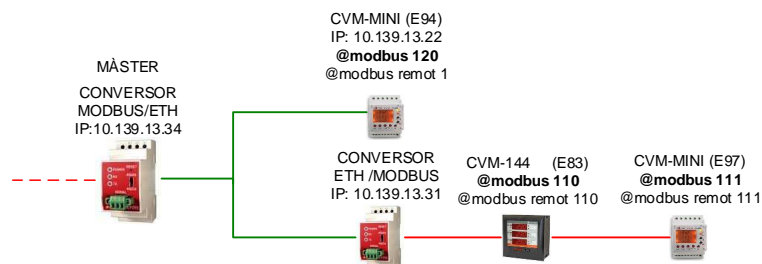 CVM-MINI (E94)
IP: 10.139.13.22
@modbus 120
@modbus remot 1
MÀSTER
CONVERSOR
MODBUS/ETH
IP:10.139.13.34
CONVERSOR
ETH /MODBUS
IP: 10.139.13.31
CVM-144 (E83)
@modbus 110
@modbus remot 110
CVM-MINI (E97)
@modbus 111
@modbus remot 111